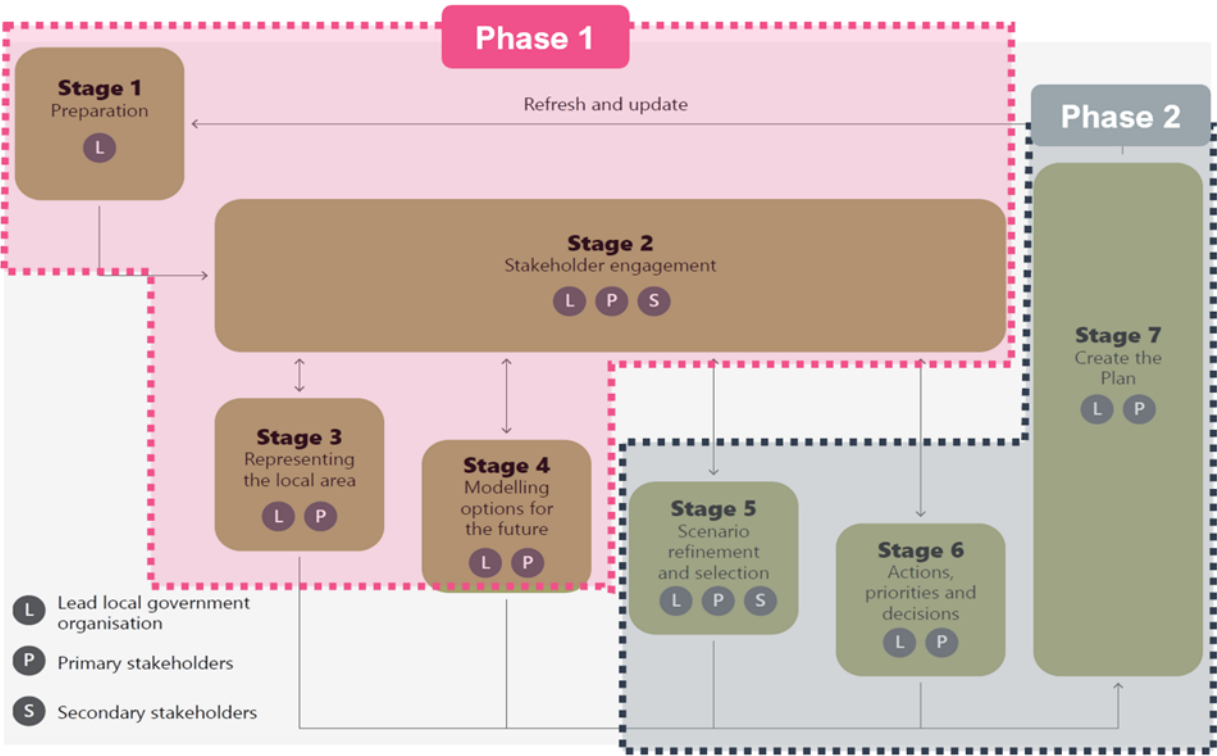 Phase 1
Stage 1
Preparation
L
Refresh and update
Phase 2
Stage 2
Stakeholder engagement
L P S
Stage 7
Create the
Plan
L P
Stage 3
Representing
the local area
L P
Stage 4
Modelling
options for
the future
L P
Stage 5
Scenario
refinement
and selection
L P S
Stage 6
Actions,
priorities and
decisions
L P
L Lead local government
organisation
P Primary stakeholders
S Secondary stakeholders